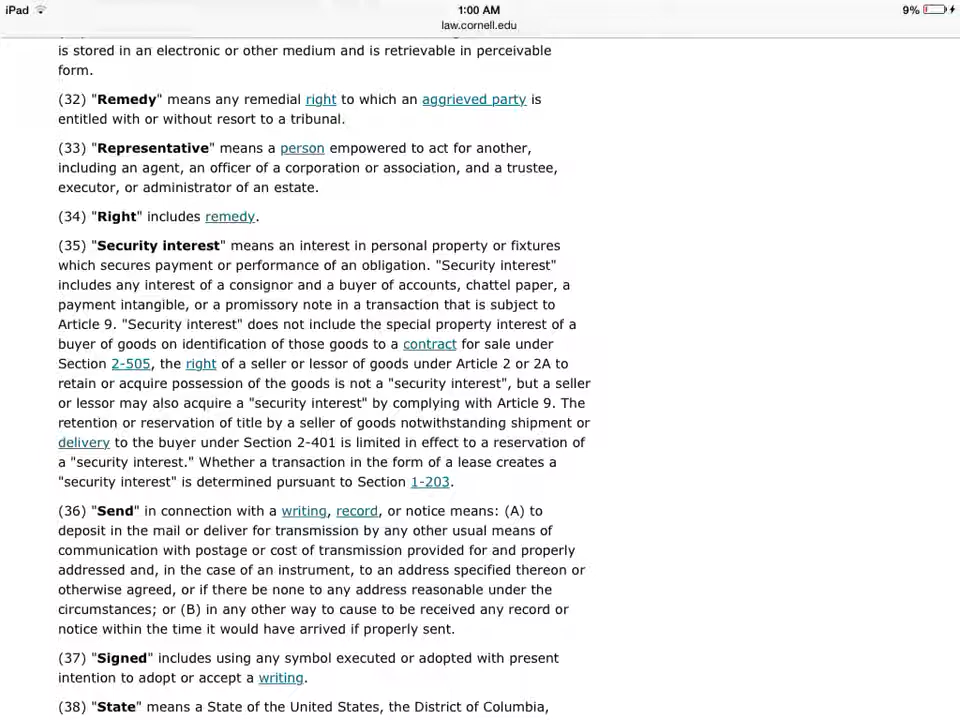 iPad 1:00 AM 9%
law.cornell.edu
is stored in an electronic or other medium and is retrievable in perceivable
form.
(32) "Remedy" means any remedial right to which an aggrieved party is
entitled with or without resort to a tribunal.
(33) "Representative" means a person empowered to act for another,
including an agent, an officer of a corporation or association, and a trustee,
executor, or administrator of an estate.
(34) "Right" includes remedy.
(35) "Security interest" means an interest in personal property or fixtures
which secures payment or performance of an obligation. "Security interest"
includes any interest of a consignor and a buyer of accounts, chattel paper, a
payment intangible, or a promissory note in a transaction that is subject to
Article 9. "Security interest" does not include the special property interest of a
buyer of goods on identification of those goods to a contract for sale under
Section 2-505, the right of a seller or lessor of goods under Article 2 or 2A to
retain or acquire possession of the goods is not a "security interest", but a seller
or lessor may also acquire a "security interest" by complying with Article 9. The
retention or reservation of title by a seller of goods notwithstanding shipment or
delivery to the buyer under Section 2-401 is limited in effect to a reservation of
a "security interest." Whether a transaction in the form of a lease creates a
"security interest" is determined pursuant to Section 1-203.
(36) "Send" in connection with a writing, record, or notice means: (A) to
deposit in the mail or deliver for transmission by any other usual means of
communication with postage or cost of transmission provided for and properly
addressed and, in the case of an instrument, to an address specified thereon or
otherwise agreed, or if there be none to any address reasonable under the
circumstances; or (B) in any other way to cause to be received any record or
notice within the time it would have arrived if properly sent.
(37) "Signed" includes using any symbol executed or adopted with present
intention to adopt or accept a writing.
(38) "State" means a State of the United States, the District of Columbia,